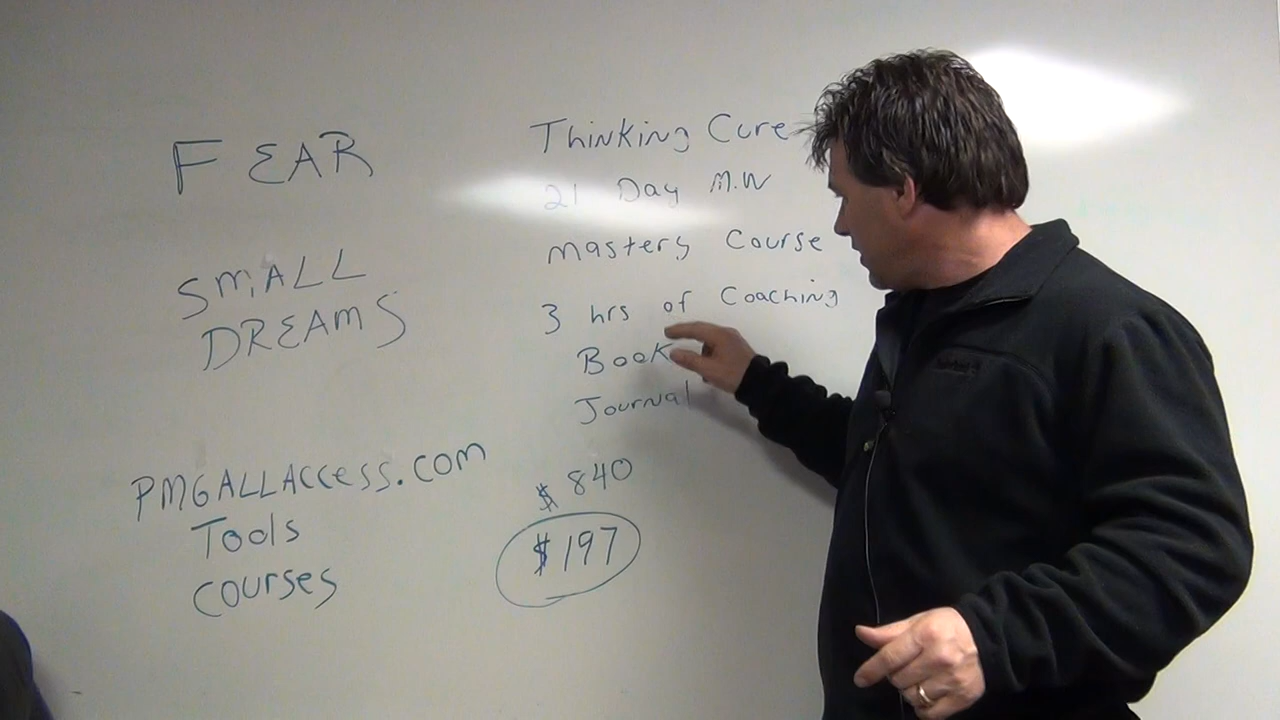 FEAR
SMALL
DREAMS
PMGALLACCESS.COM
Tools
Courses
Thinking Cure
21 Day M.W
Mastery Course
3 hrs of Coaching
Book
Journal
$840
$197